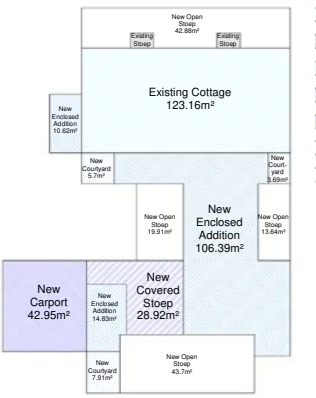 New Open
Stoep
42.88m²
Existing
Stoep
Existing
Stoep
Existing Cottage
123.16m²
New
Enclosed
Addition
10.62m²
New
Courtyard
5.7m²
New
Court-
yard
3.69m²
New Open
Stoep
19.91m²
New
Enclosed
Addition
106.39m²
New Open
Stoep
13.64m²
New
Carport
42.95m²
New
Enclosed
Addition
14.83m²
New
Covered
Stoep
28.92m²
New
Courtyard
7.91m²
New Open
Stoep
43.7m²